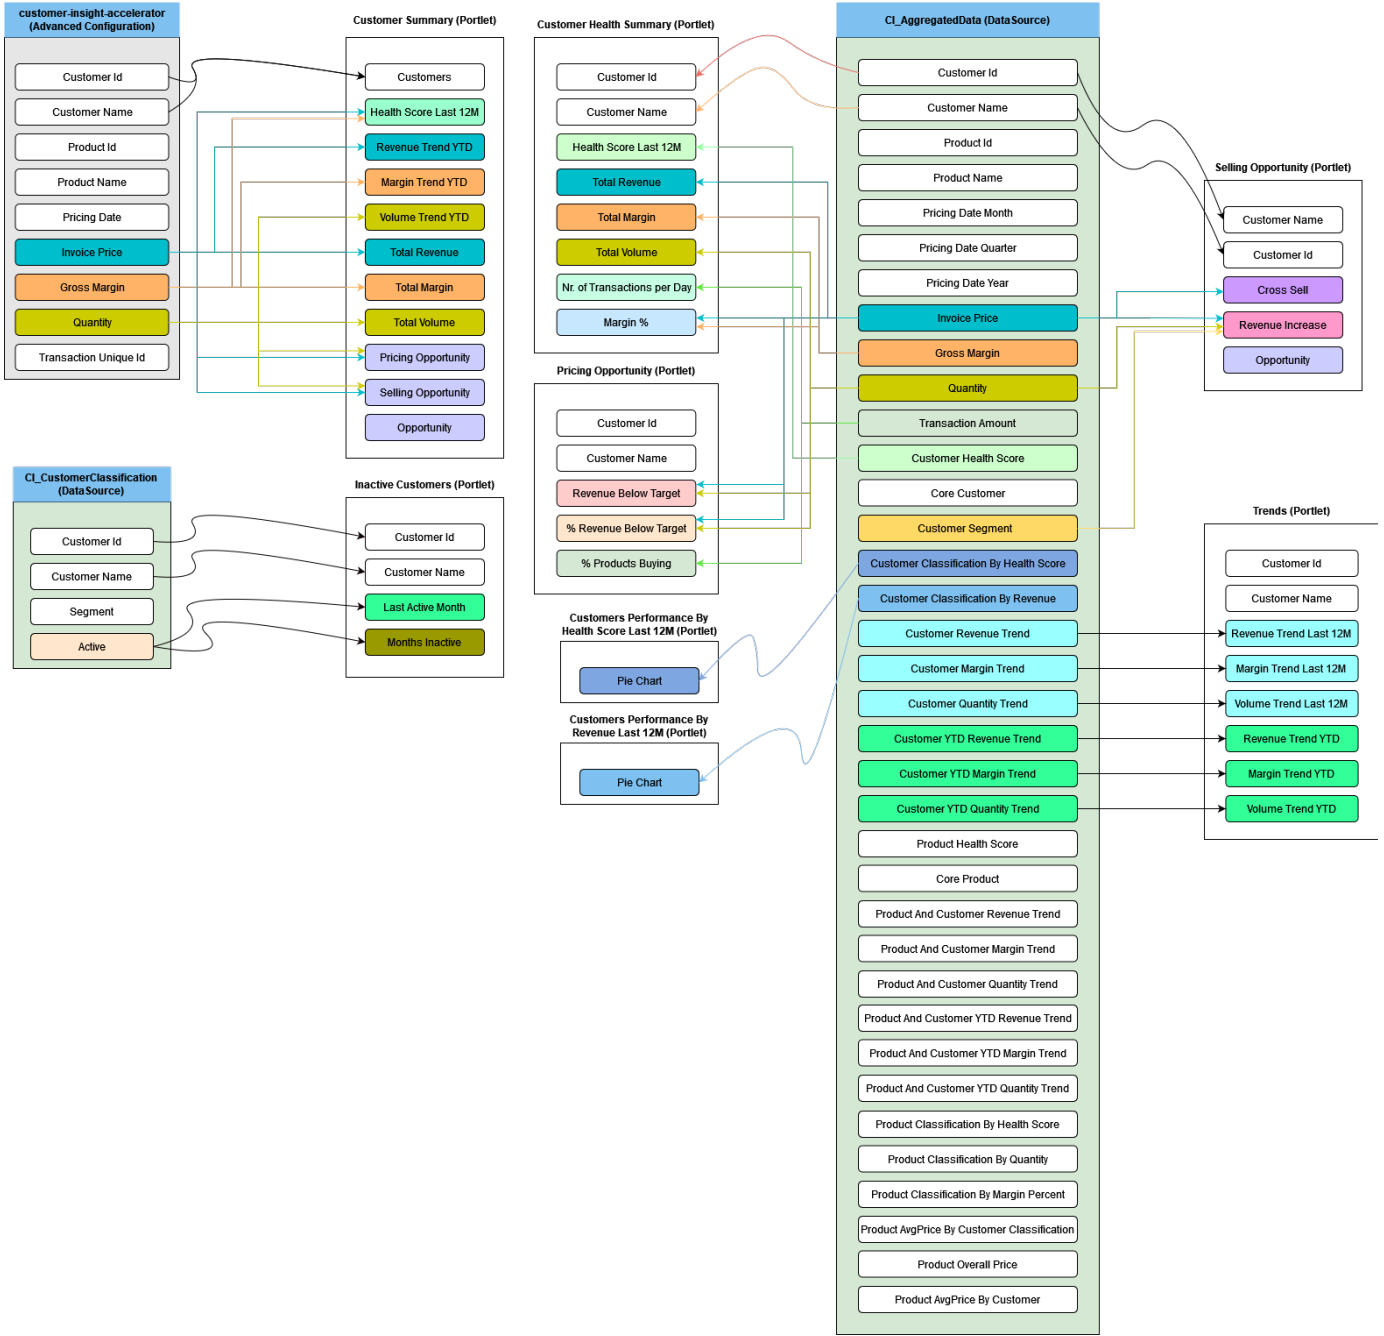 customer-insight-accelerator
(Advanced Configuration)
Customer Id
Customer Name
Product Id
Product Name
Pricing Date
Invoice Price
Gross Margin
Quantity
Transaction Unique Id
Customer Summary (Portlet)
Customers
Health Score Last 12M
Revenue Trend YTD
Margin Trend YTD
Volume Trend YTD
Total Revenue
Total Margin
Total Volume
Pricing Opportunity
Selling Opportunity
Opportunity
CI_CustomerClassification
(DataSource)
Customer Id
Customer Name
Segment
Active
Inactive Customers (Portlet)
Customer Id
Customer Name
Last Active Month
Months Inactive
Customer Health Summary (Portlet)
Customer Id
Customer Name
Health Score Last 12M
Total Revenue
Total Margin
Total Volume
Nr. of Transactions per Day
Margin %
Pricing Opportunity (Portlet)
Customer Id
Customer Name
Revenue Below Target
% Revenue Below Target
% Products Buying
Customers Performance By
Health Score Last 12M (Portlet)
Pie Chart
Customers Performance By
Revenue Last 12M (Portlet)
Pie Chart
CI_AggregatedData (DataSource)
Customer Id
Customer Name
Product Id
Product Name
Pricing Date Month
Pricing Date Quarter
Pricing Date Year
Invoice Price
Gross Margin
Quantity
Transaction Amount
Customer Health Score
Core Customer
Customer Segment
Customer Classification By Health Score
Customer Classification By Revenue
Customer Revenue Trend
Customer Margin Trend
Customer Quantity Trend
Customer YTD Revenue Trend
Customer YTD Margin Trend
Customer YTD Quantity Trend
Product Health Score
Core Product
Product And Customer Revenue Trend
Product And Customer Margin Trend
Product And Customer Quantity Trend
Product And Customer YTD Revenue Trend
Product And Customer YTD Margin Trend
Product And Customer YTD Quantity Trend
Product Classification By Health Score
Product Classification By Quantity
Product Classification By Margin Percent
Product AvgPrice By Customer Classification
Product Overall Price
Product AvgPrice By Customer
Selling Opportunity (Portlet)
Customer Name
Customer Id
Cross Sell
Revenue Increase
Opportunity
Trends (Portlet)
Customer Id
Customer Name
Revenue Trend Last 12M
Margin Trend Last 12M
Volume Trend Last 12M
Revenue Trend YTD
Margin Trend YTD
Volume Trend YTD